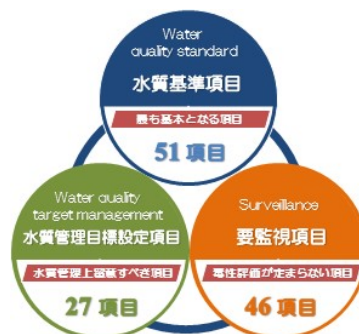 Water
quality standard
水質基準項目
最も基本となる項目
51 項目
Water quality
target management
水質管理目標設定項目
水質管理上留意すべき項目
27 項目
Surveillance
要監視項目
毒性評価が定まらない項目
46 項目